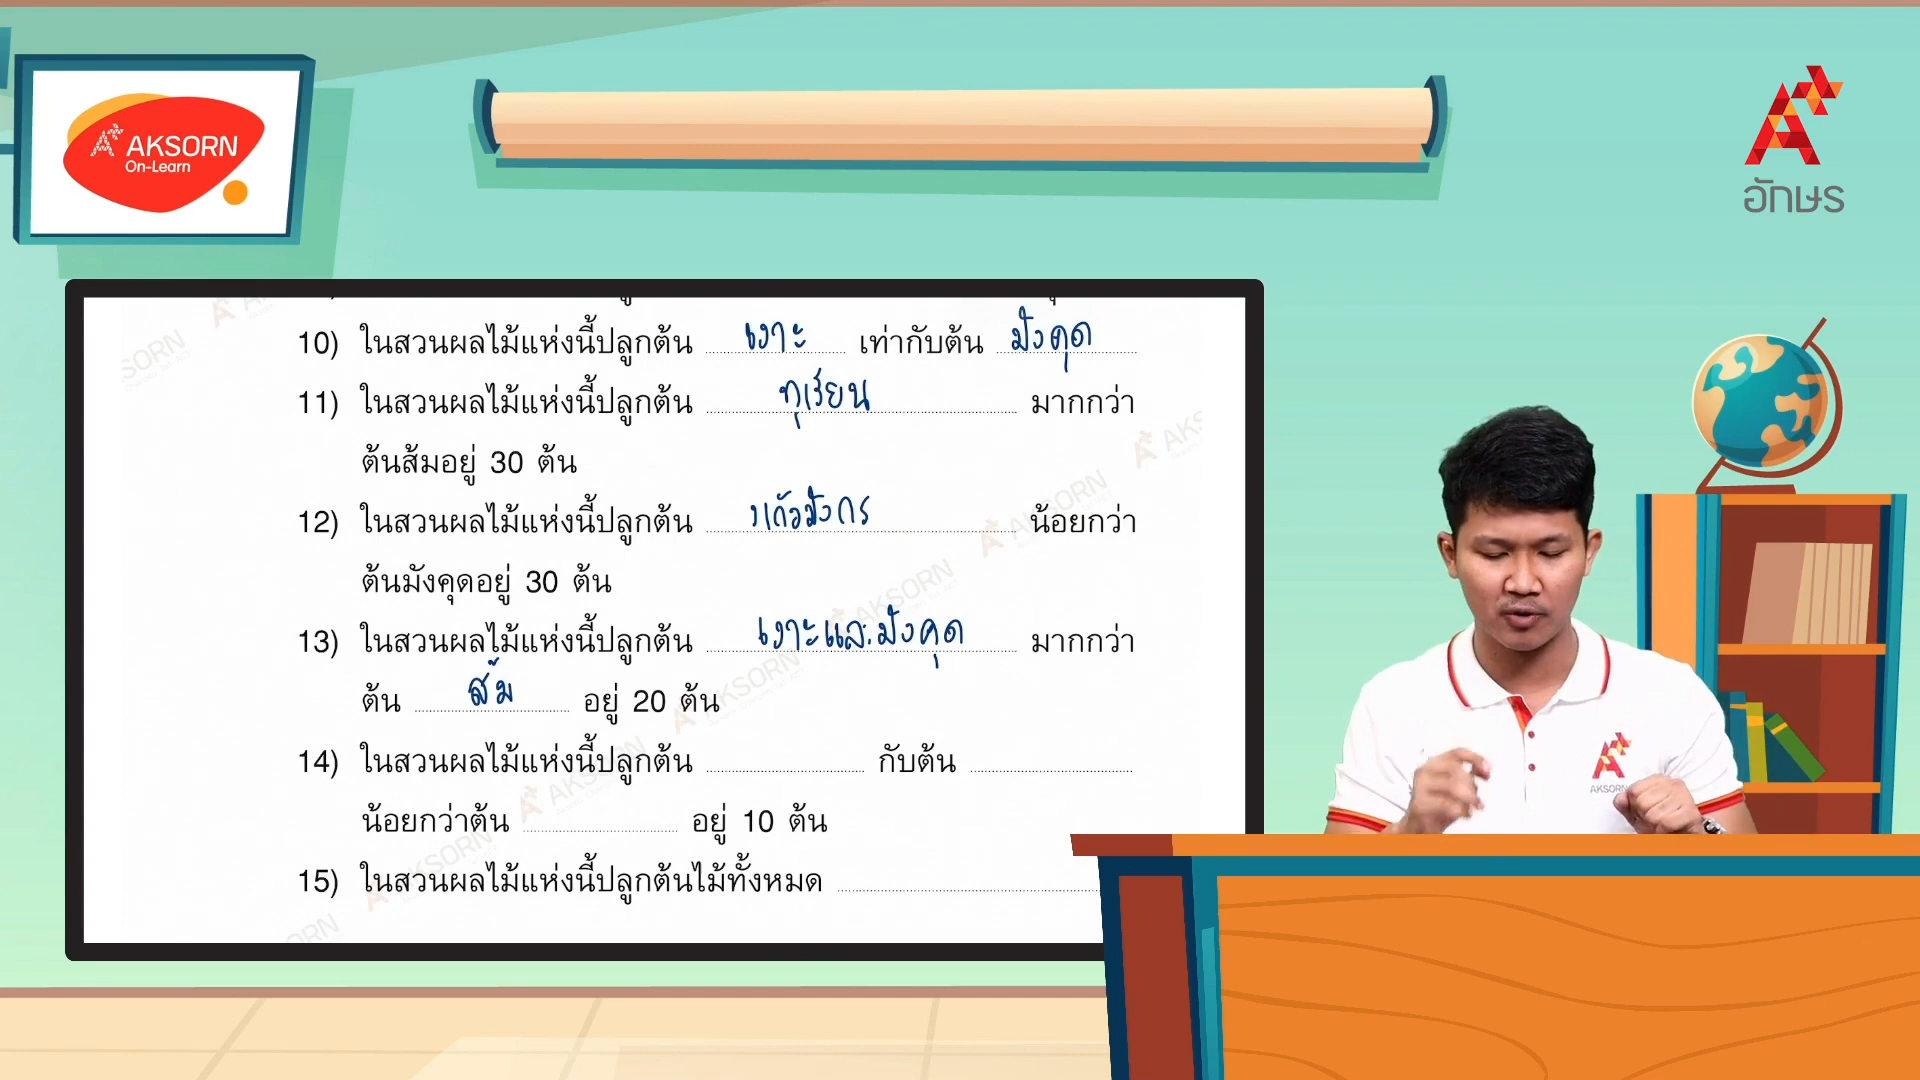 AKSORN
On-Learn
อักษร
10) ในสวนผลไม้แห่งนี้ปลูกต้น เงาะ เท่ากับต้น มังคุด
11) ในสวนผลไม้แห่งนี้ปลูกต้น ทุเรียน มากกว่า
ต้นส้มอยู่ 30 ต้น
12) ในสวนผลไม้แห่งนี้ปลูกต้น แก้วมังกร น้อยกว่า
ต้นมังคุดอยู่ 30 ต้น
13) ในสวนผลไม้แห่งนี้ปลูกต้น เงาะและมังคุด มากกว่า
ต้น ส้ม อยู่ 20 ต้น
14) ในสวนผลไม้แห่งนี้ปลูกต้น กับต้น
น้อยกว่าต้น อยู่ 10 ต้น
15) ในสวนผลไม้แห่งนี้ปลูกต้นไม้ทั้งหมด
AKSORN